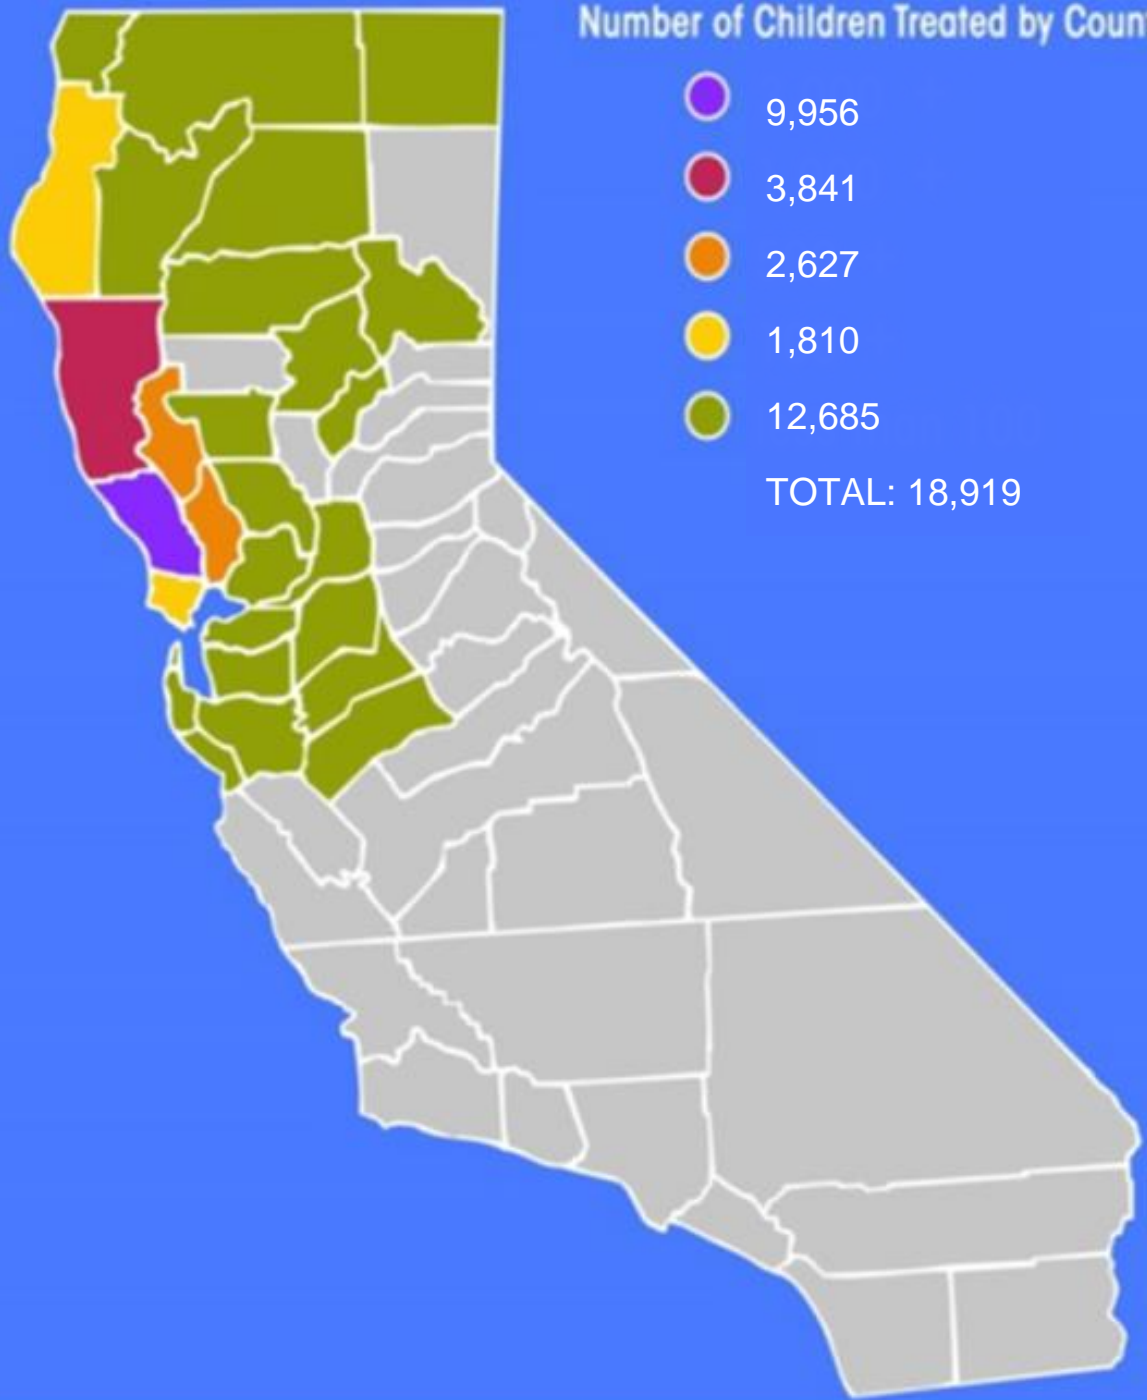 Number of Children Treated by Coun
9,956
3,841
2,627
1,810
12,685
TOTAL: 18,919